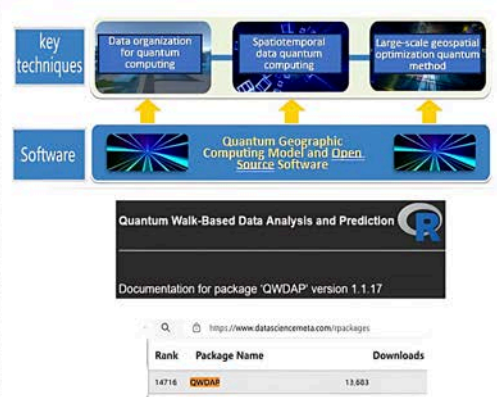 key
techniques
Data organization
for quantum
computing
Spatiotemporal
data quantum
computing
Large-scale geospatial
optimization quantum
method
Software
Quantum Geographic
Computing Model and Open
Source Software
Quantum Walk-Based Data Analysis and Prediction
R
Documentation for package 'QWDAP' version 1.1.17
https://www.datasciencemeta.com/rpackages
Rank Package Name Downloads
14716 QWDAP 13,603